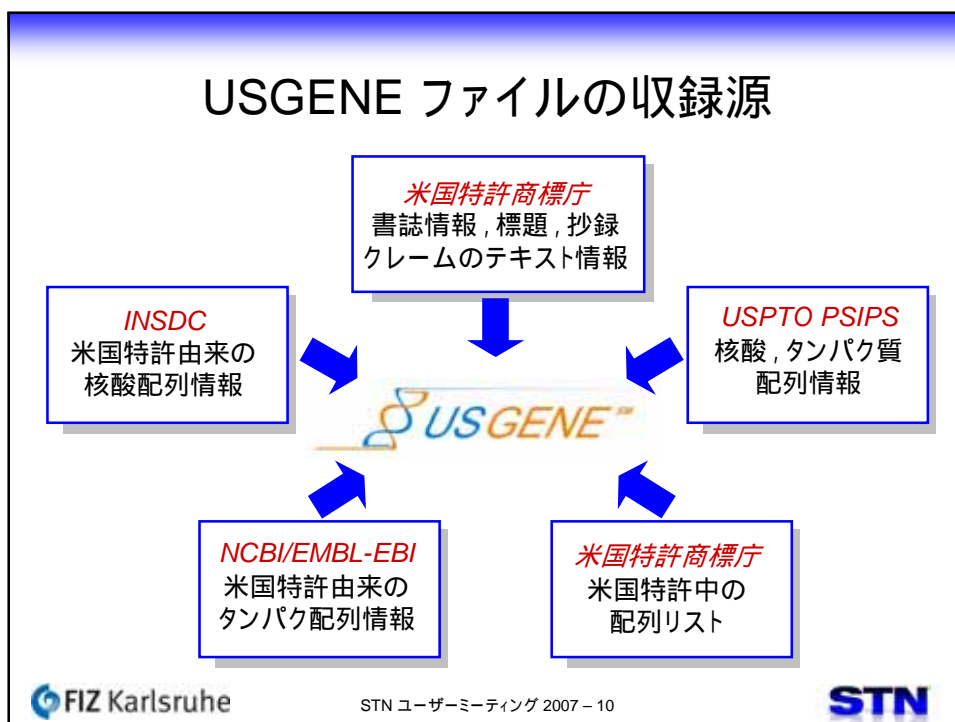 USGENE ファイルの収録源
米国特許商標庁
書誌情報 , 標題 , 抄録
クレームのテキスト情報
INSDC
米国特許由来の
核酸配列情報
USPTO PSIPS
核酸 , タンパク質
配列情報
USGENE℠
NCBI/EMBL-EBI
米国特許由来の
タンパク配列情報
米国特許商標庁
米国特許中の
配列リスト
FIZ Karlsruhe
STN ユーザーミーティング 2007 – 10
STN